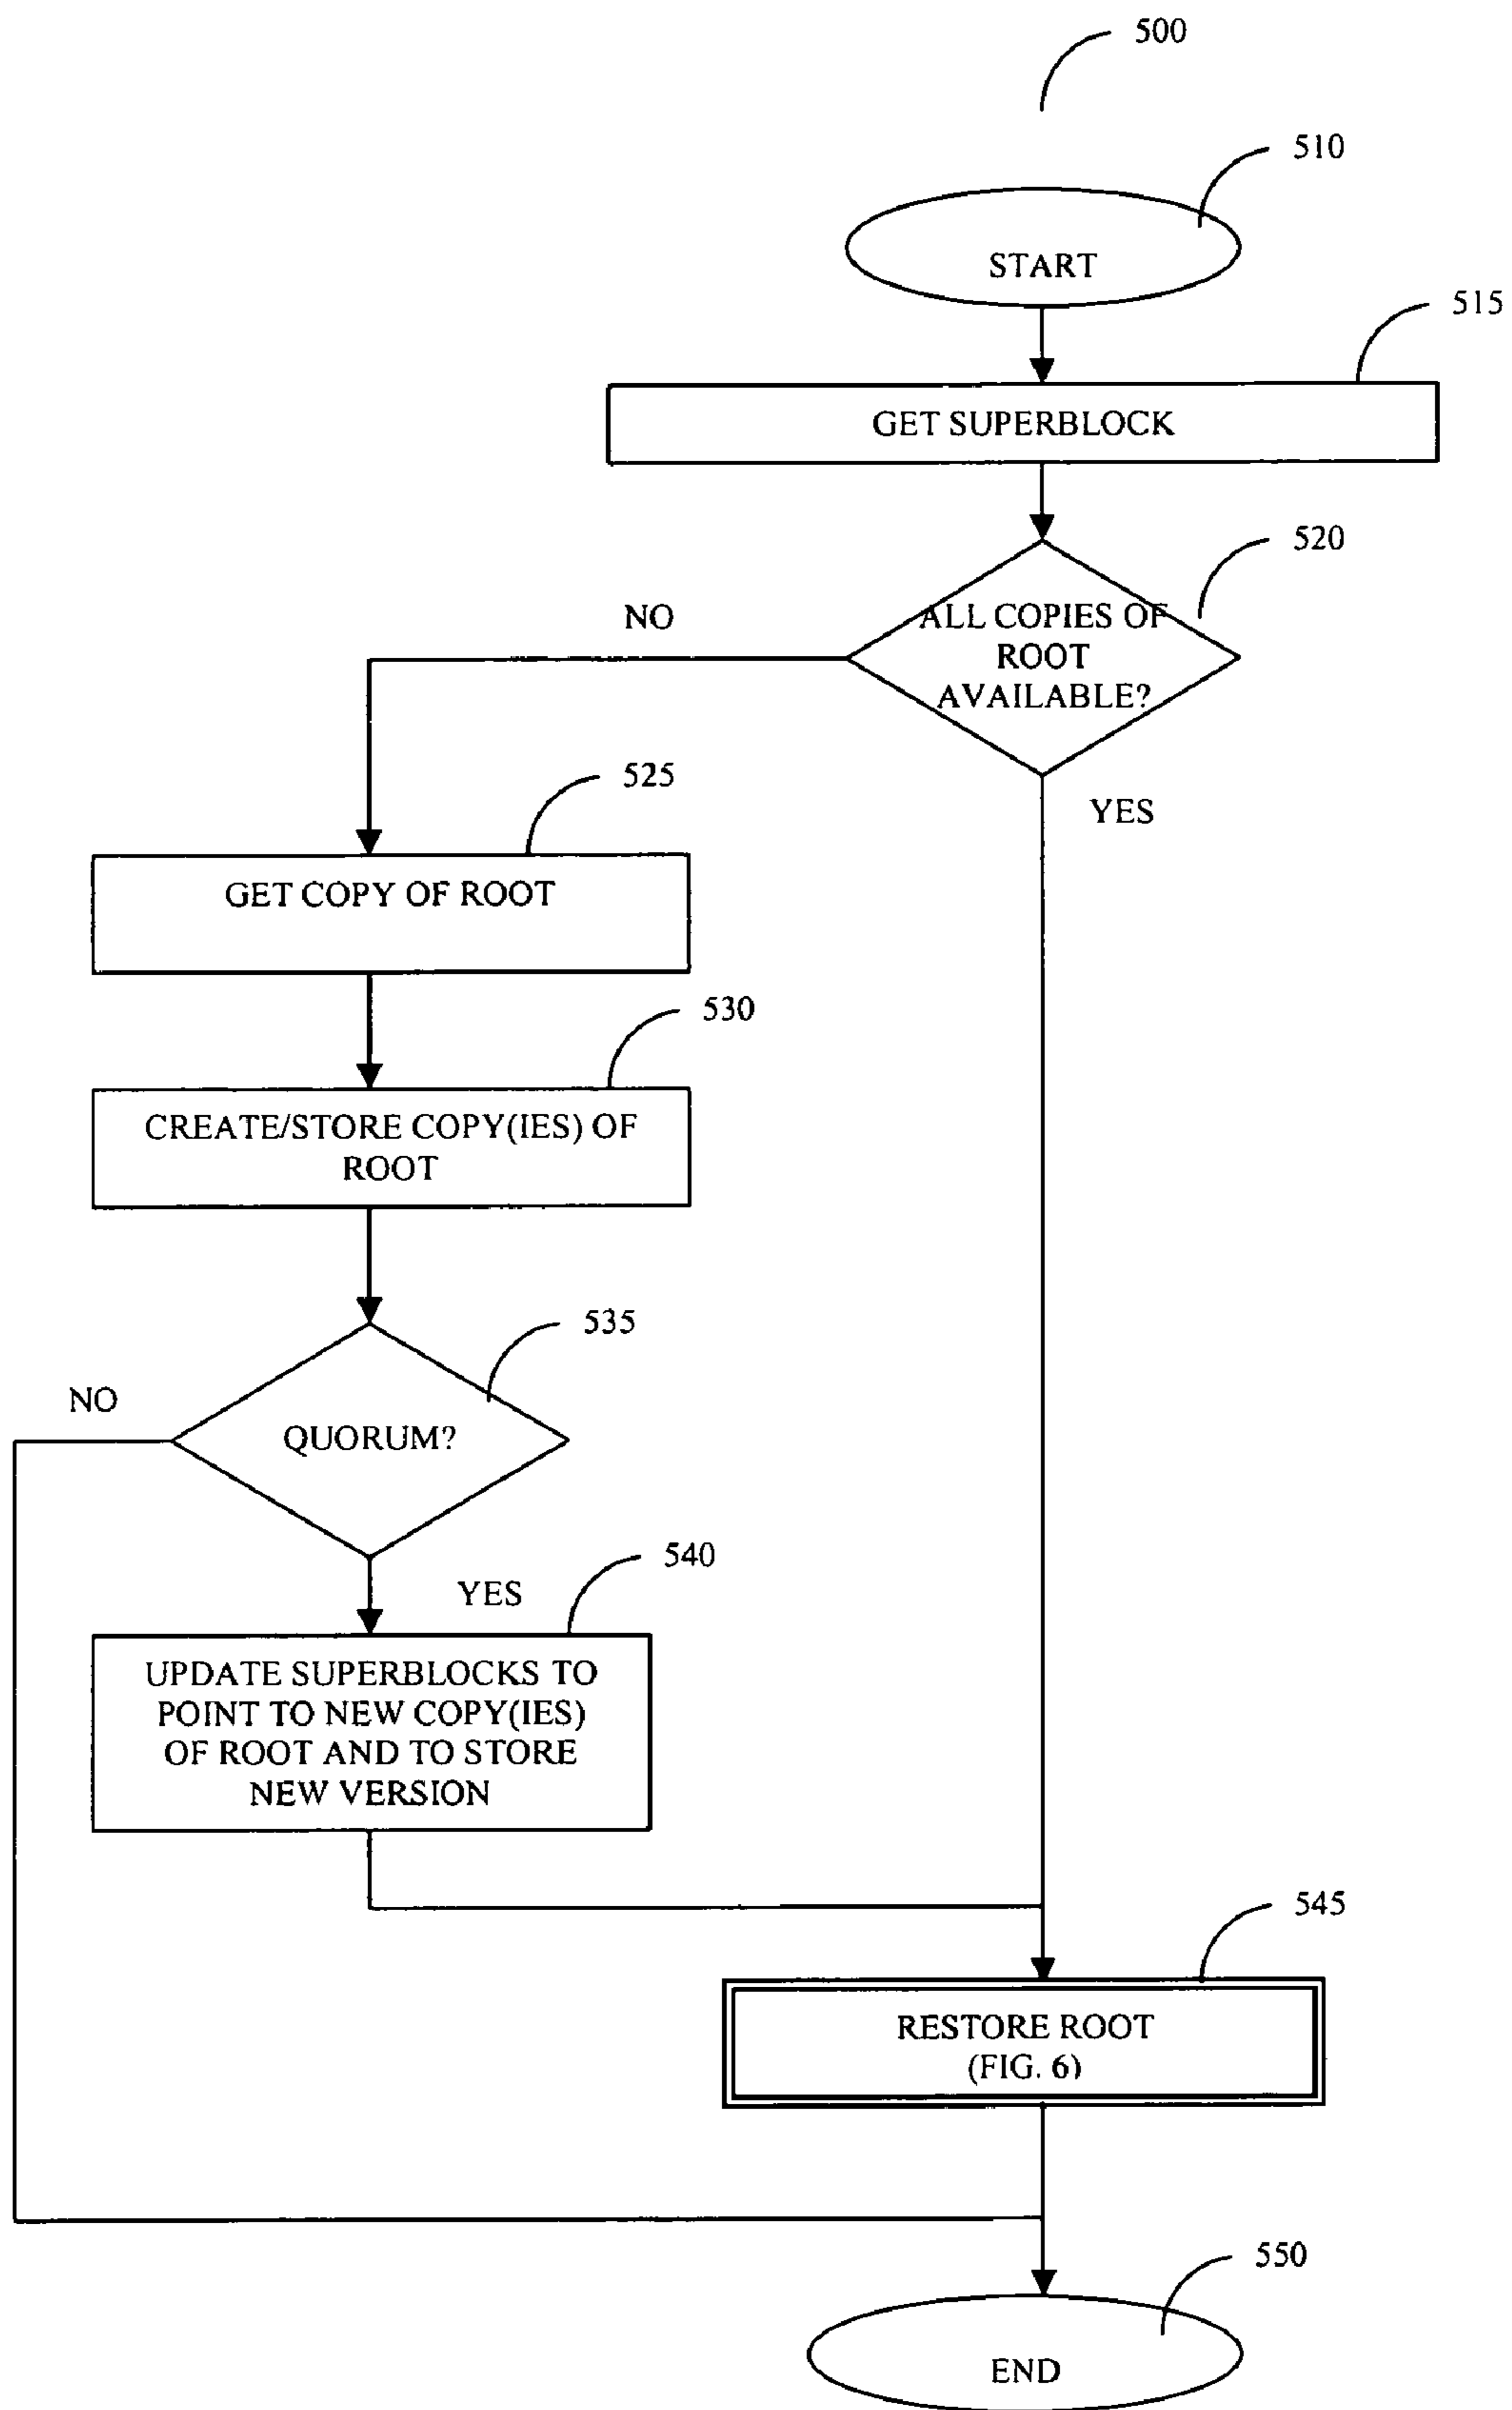 500
510
START
515
GET SUPERBLOCK
520
NO
ALL COPIES OF
ROOT
AVAILABLE?
YES
525
GET COPY OF ROOT
530
CREATE/STORE COPY(IES) OF
ROOT
535
NO
QUORUM?
540
YES
UPDATE SUPERBLOCKS TO
POINT TO NEW COPY(IES)
OF ROOT AND TO STORE
NEW VERSION
545
RESTORE ROOT
(FIG. 6)
550
END